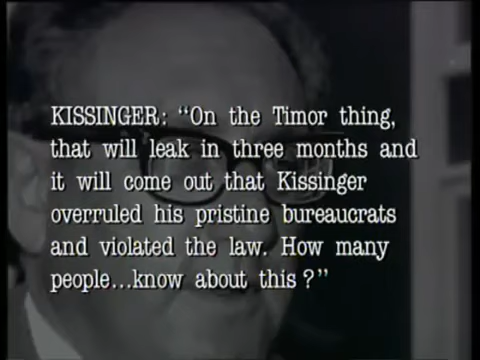 KISSINGER: “On the Timor thing,
that will leak in three months and
it will come out that Kissinger
overruled his pristine bureaucrats
and violated the law. How many
people...know about this?”